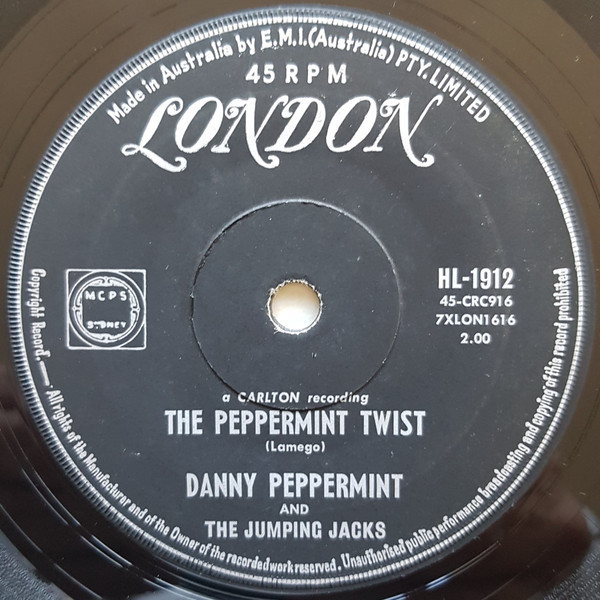 Made in Australia by E.M.I. (Australia) PTY. LIMITED
45 RPM
LONDON
MCPS
SYDNEY
HL-1912
45-CRC916
7XLON1616
2.00
a CARLTON recording
THE PEPPERMINT TWIST
(Lamego)
DANNY PEPPERMINT
AND
THE JUMPING JACKS
Copyright Record. — All rights of the Manufacturer and of the Owner of the recorded work reserved. Unauthorised public performance broadcasting and copying of this record prohibited